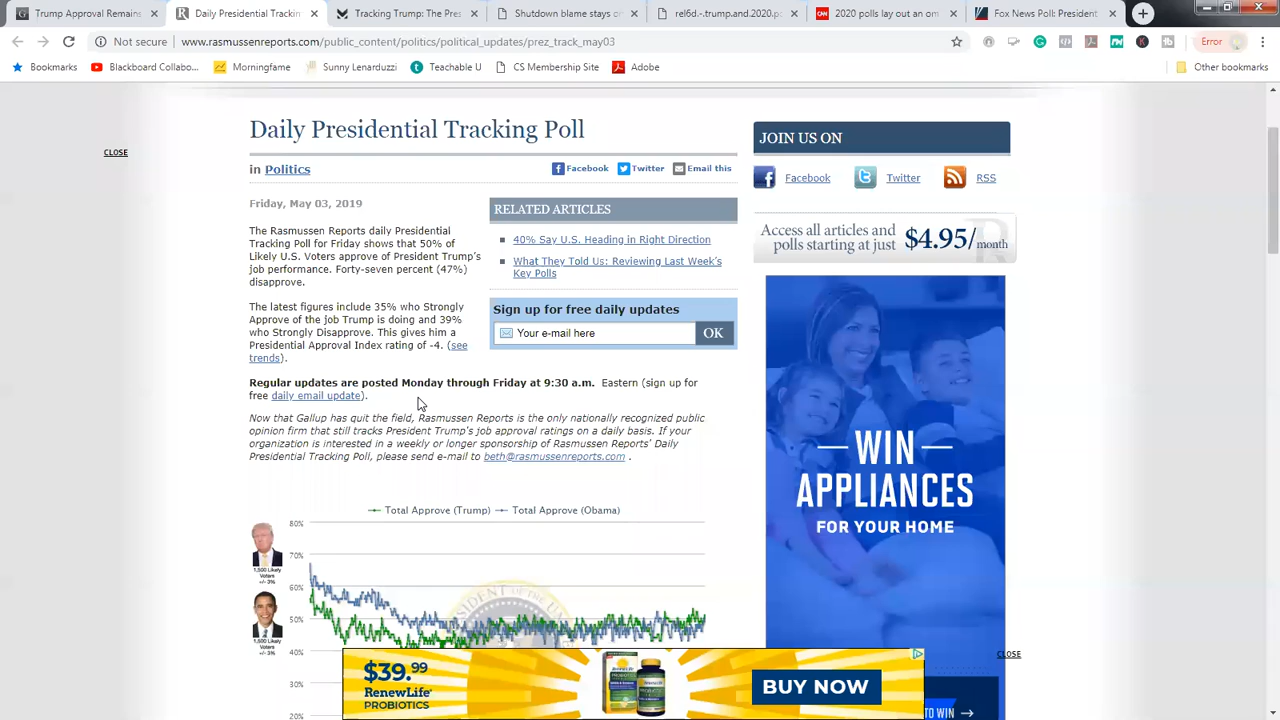 Trump Approval Remains
Daily Presidential Trackin
Tracking Trump: The De
Shutdown
stays o
2020 polls lay out an om
Fox News Poll: President
Not secure
www.rasmussenreports.com/public_content/politics/political_updates/prez_track_may03
Error
Bookmarks
Blackboard Collabo...
Morningfame
Sunny Lenarduzzi
Teachable U
CS Membership Site
Adobe
Other bookmarks
CLOSE
Daily Presidential Tracking Poll
in Politics
Facebook
Twitter
Email this
Friday, May 03, 2019
The Rasmussen Reports daily Presidential
Tracking Poll for Friday shows that 50% of
Likely U.S. Voters approve of President Trump's
job performance. Forty-seven percent (47%)
disapprove.
The latest figures include 35% who Strongly
Approve of the job Trump is doing and 39%
who Strongly Disapprove. This gives him a
Presidential Approval Index rating of -4. (see
trends).
RELATED ARTICLES
40% Say U.S. Heading in Right Direction
What They Told Us: Reviewing Last Week's
Key Polls
Sign up for free daily updates
Your e-mail here
OK
Regular updates are posted Monday through Friday at 9:30 a.m. Eastern (sign up for
free daily email update).
Now that Gallup has quit the field, Rasmussen Reports is the only nationally recognized public
opinion firm that still tracks President Trump's job approval ratings on a daily basis. If your
organization is interested in a weekly or longer sponsorship of Rasmussen Reports' Daily
Presidential Tracking Poll, please send e-mail to beth@rasmussenreports.com .
Total Approve (Trump)
Total Approve (Obama)
80%
70%
60%
50%
40%
30%
20%
1,500 Likely
Voters
+/- 3%
1,500 Likely
Voters
+/- 3%
JOIN US ON
Facebook
Twitter
RSS
Access all articles and
polls starting at just
$4.95/month
WIN
APPLIANCES
FOR YOUR HOME
CLOSE
TO WIN
$39.99
RenewLife
PROBIOTICS
BUY NOW